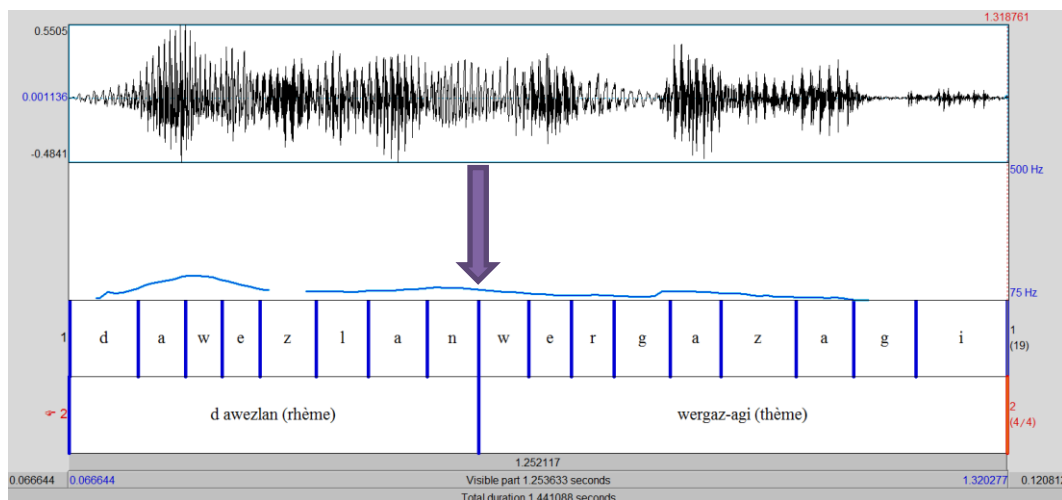 1.318761
0.5505
0.001136
-0.4841
500 Hz
75 Hz
1 d a w e z l a n w e r g a z a g i 1
(19)
2 d awezlan (rhème) wergaz-agi (thème) 2
(4/4)
1.252117
0.066644 0.066644 Visible part 1.253633 seconds 1.320277 0.120813
Total duration 1.441088 seconds